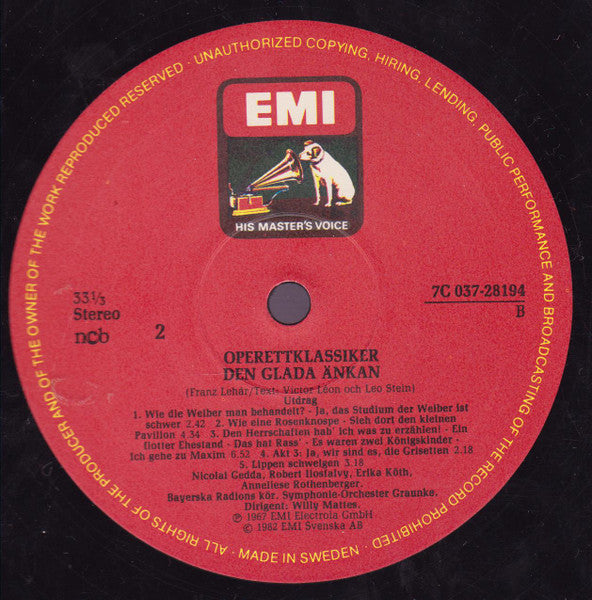 ALL RIGHTS OF THE PRODUCER AND OF THE OWNER OF THE WORK REPRODUCED RESERVED · UNAUTHORIZED COPYING, HIRING, LENDING, PUBLIC PERFORMANCE AND BROADCASTING OF THE RECORD PROHIBITED · MADE IN SWEDEN ·
EMI
HIS MASTER'S VOICE
33⅓
Stereo
ncb
2
7C 037-28194
B
OPERETTKLASSIKER
DEN GLADA ÄNKAN
(Franz Lehár/Text: Victor Léon och Leo Stein)
Utdrag
1. Wie die Weiber man behandelt? - Ja, das Studium der Weiber ist
schwer 2.42 2. Wie eine Rosenknospe - Sieh dort den kleinen
Pavillon 4 34 3. Den Herrschaften hab' Ich was zu erzählen! - Ein
flotter Ehestand - Das hat Rass' - Es waren zwei Königskinder -
Ich gehe zu Maxim 6.52 4. Akt 3: Ja, wir sind es, die Grisetten 2.18
5. Lippen schweigen 3.18
Nicolai Gedda, Robert Ilosfalvy, Erika Köth,
Anneliese Rothenberger.
Bayerska Radions kör. Symphonie-Orchester Graunke.
Dirigent: Willy Mattes.
℗ 1967 EMI Electrola GmbH
© 1982 EMI Svenska AB